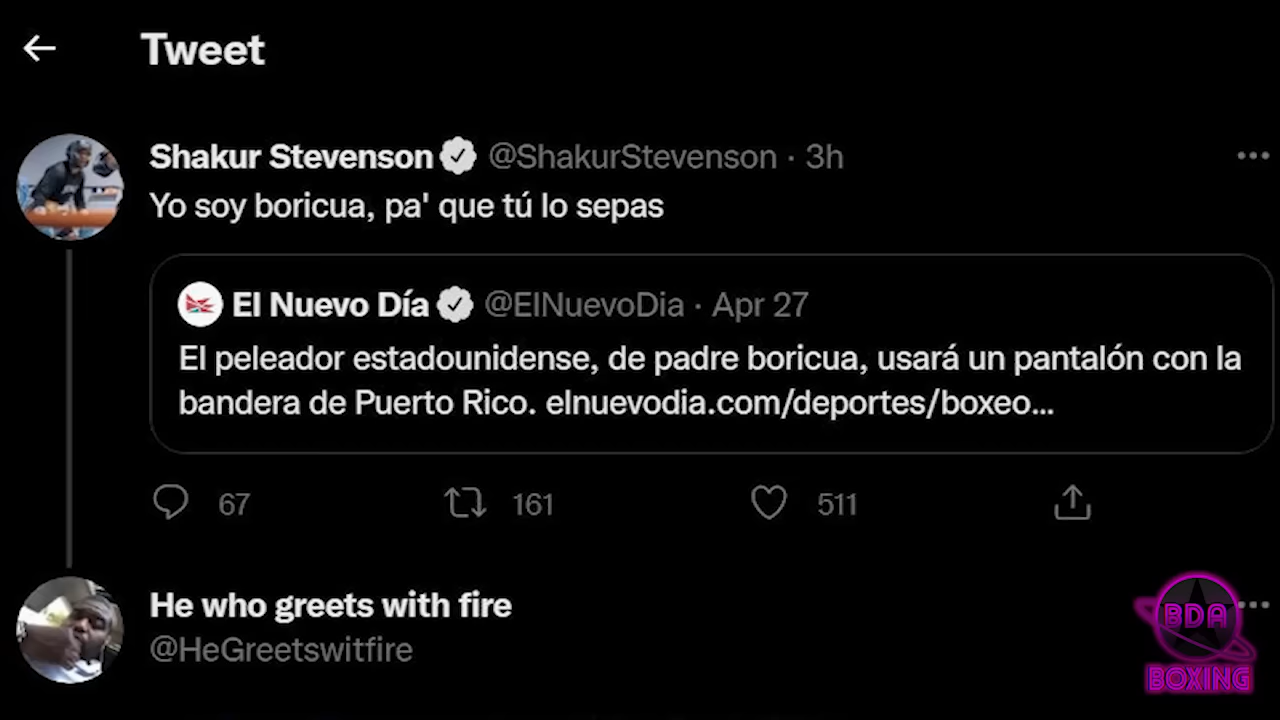 Tweet
Shakur Stevenson @ShakurStevenson · 3h
Yo soy boricua, pa' que tú lo sepas
El Nuevo Día @ElNuevoDia · Apr 27
El peleador estadounidense, de padre boricua, usará un pantalón con la
bandera de Puerto Rico. elnuevodia.com/deportes/boxeo...
67 161 511
He who greets with fire
@HeGreetswitfire
BDA
BOXING